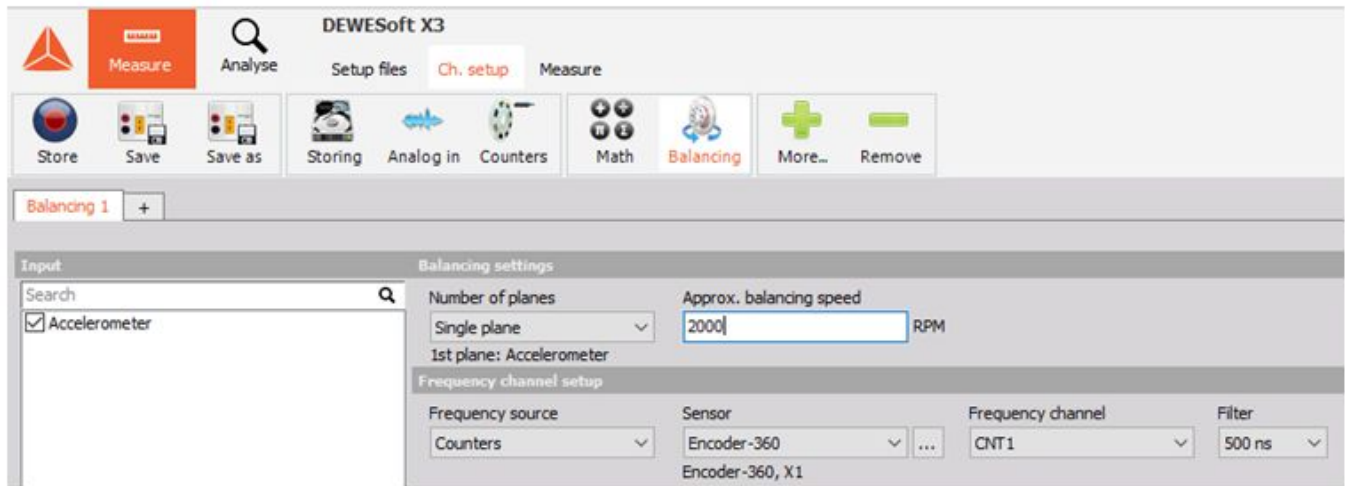 DEWESoft X3
Measure
Analyse
Setup files Ch. setup Measure
Store Save Save as Storing Analog in Counters Math Balancing More... Remove
Balancing 1 +
Input Balancing settings
Search Number of planes Approx. balancing speed
Accelerometer Single plane 2000 RPM
1st plane: Accelerometer
Frequency channel setup
Frequency source Sensor Frequency channel Filter
Counters Encoder-360 ... CNT1 500 ns
Encoder-360, X1